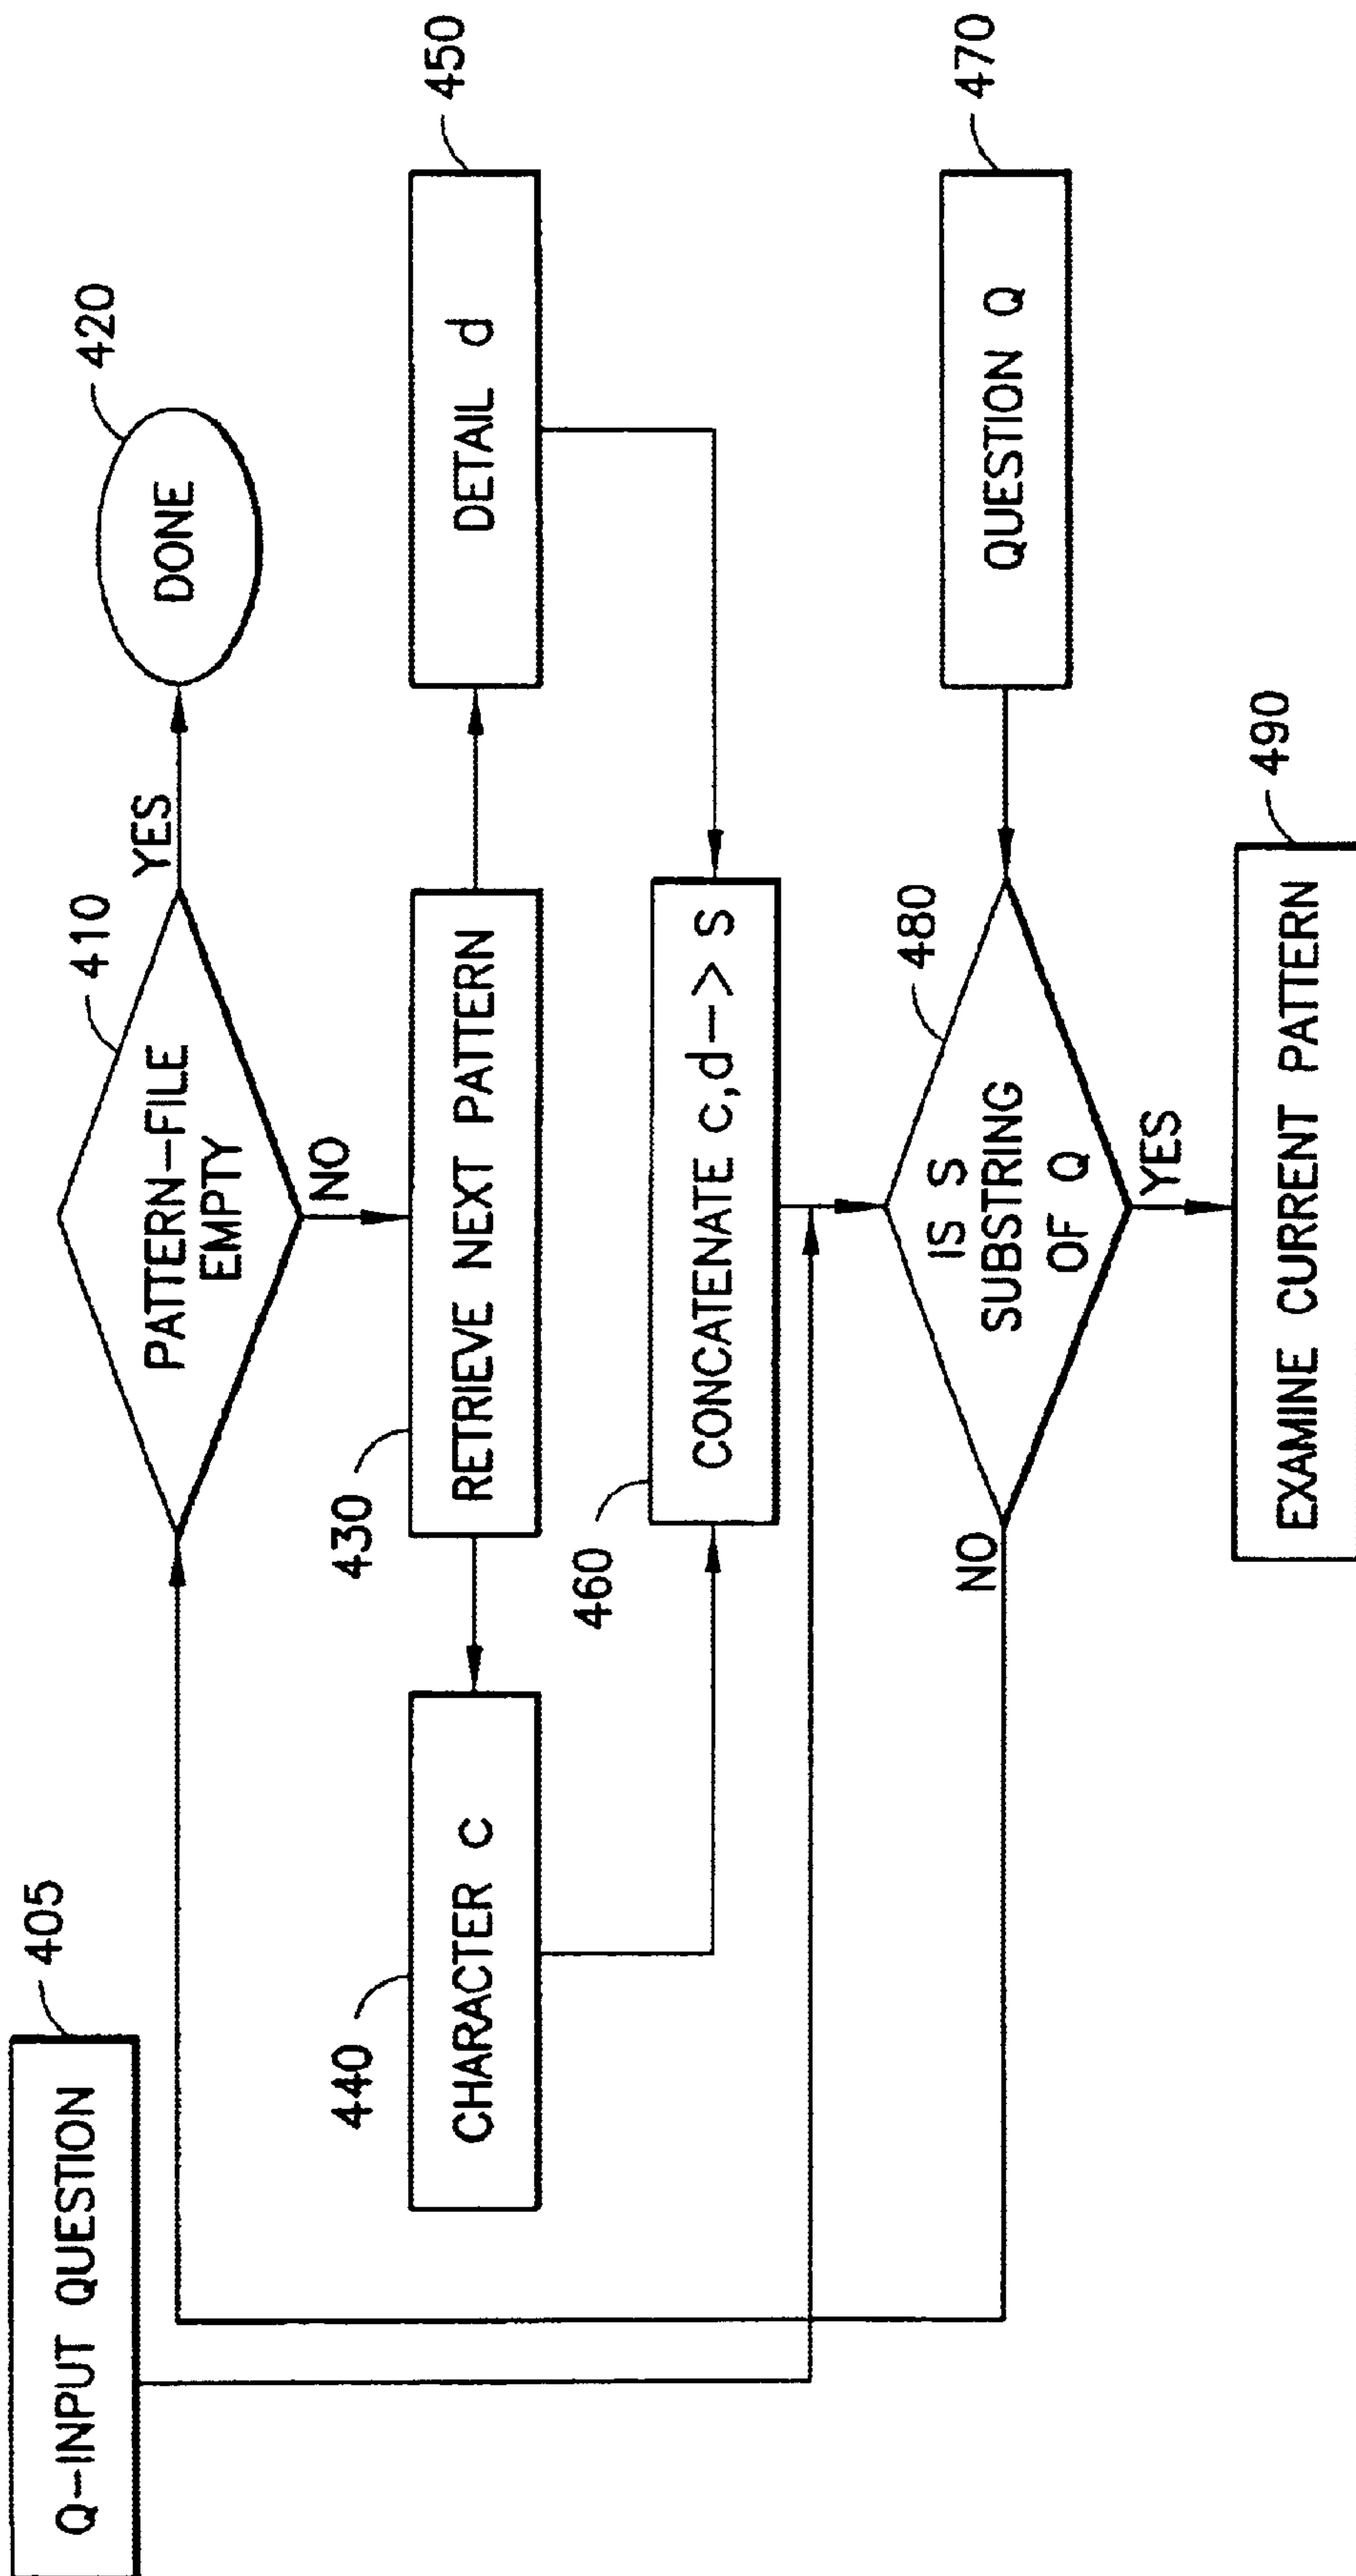 Q-INPUT QUESTION
405
PATTERN-FILE
EMPTY
410
YES
DONE
420
NO
430
RETRIEVE NEXT PATTERN
440
CHARACTER c
DETAIL d
450
460
CONCATENATE c,d-> S
IS S
SUBSTRING
OF Q
480
QUESTION Q
470
NO
YES
EXAMINE CURRENT PATTERN
490